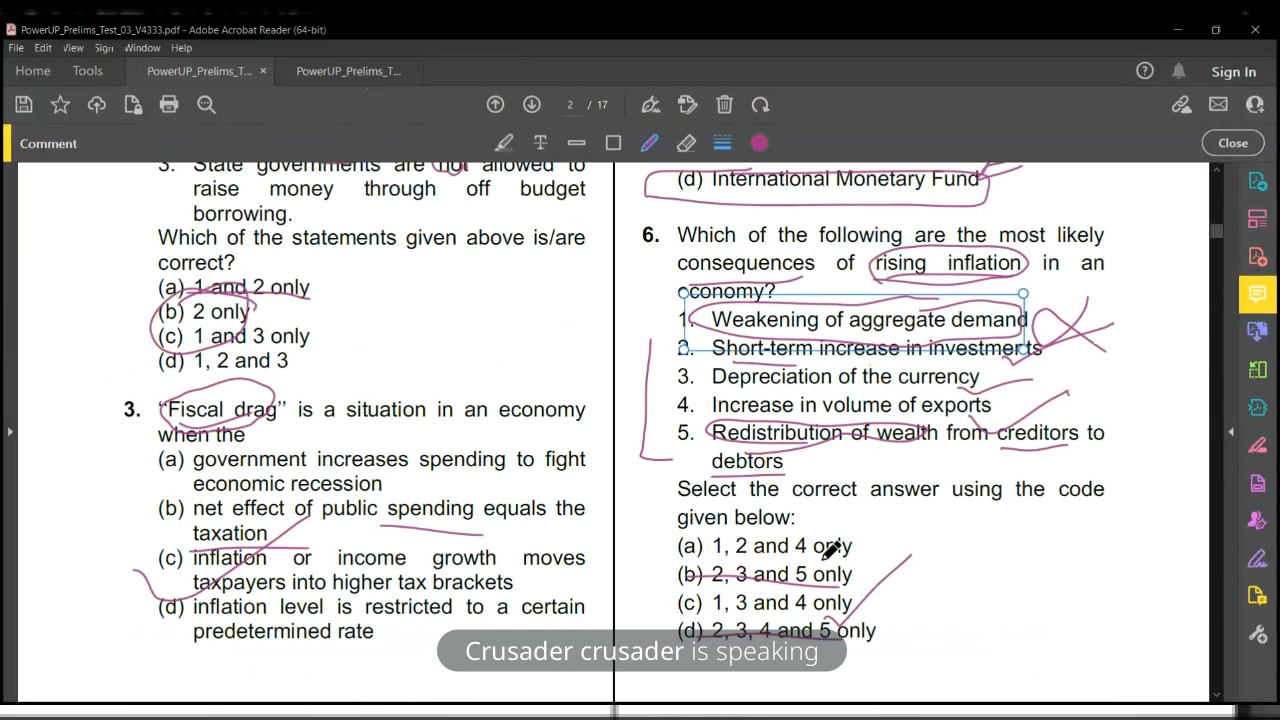 PowerUP_Prelims_Test_03_V4333.pdf - Adobe Acrobat Reader (64-bit)
File Edit View Sign Window Help
Home Tools PowerUP_Prelims_T... × PowerUP_Prelims_T... Sign In
2 / 17
Comment Close
3. State governments are not allowed to
raise money through off budget
borrowing.
Which of the statements given above is/are
correct?
(a) 1 and 2 only
(b) 2 only
(c) 1 and 3 only
(d) 1, 2 and 3
3. "Fiscal drag" is a situation in an economy
when the
(a) government increases spending to fight
economic recession
(b) net effect of public spending equals the
taxation
(c) inflation or income growth moves
taxpayers into higher tax brackets
(d) inflation level is restricted to a certain
predetermined rate
(d) International Monetary Fund
6. Which of the following are the most likely
consequences of rising inflation in an
economy?
1. Weakening of aggregate demand
2. Short-term increase in investments
3. Depreciation of the currency
4. Increase in volume of exports
5. Redistribution of wealth from creditors to
debtors
Select the correct answer using the code
given below:
(a) 1, 2 and 4 only
(b) 2, 3 and 5 only
(c) 1, 3 and 4 only
(d) 2, 3, 4 and 5 only
Crusader crusader is speaking